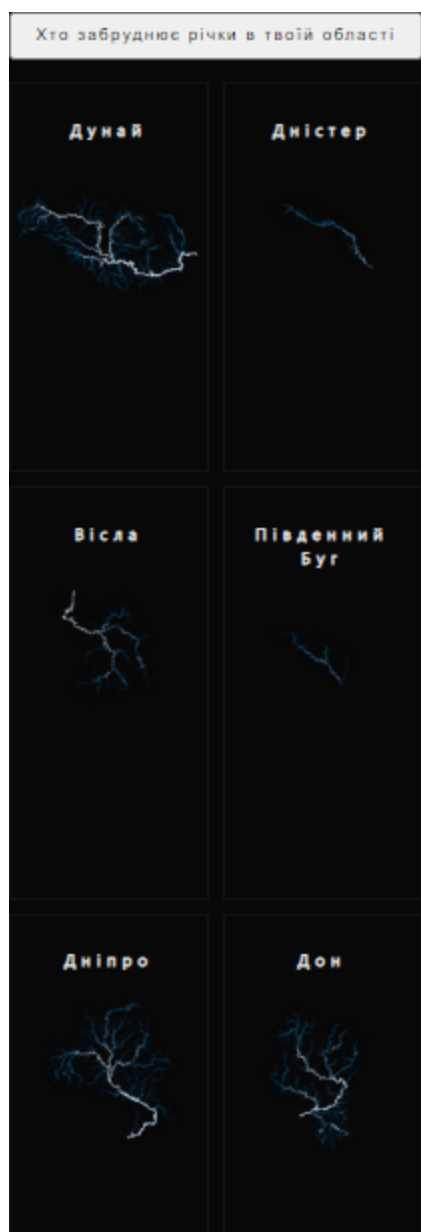 Хто забруднює річки в твоїй області
Дунай
Дністер
Вісла
Південний
Буг
Дніпро
Дон